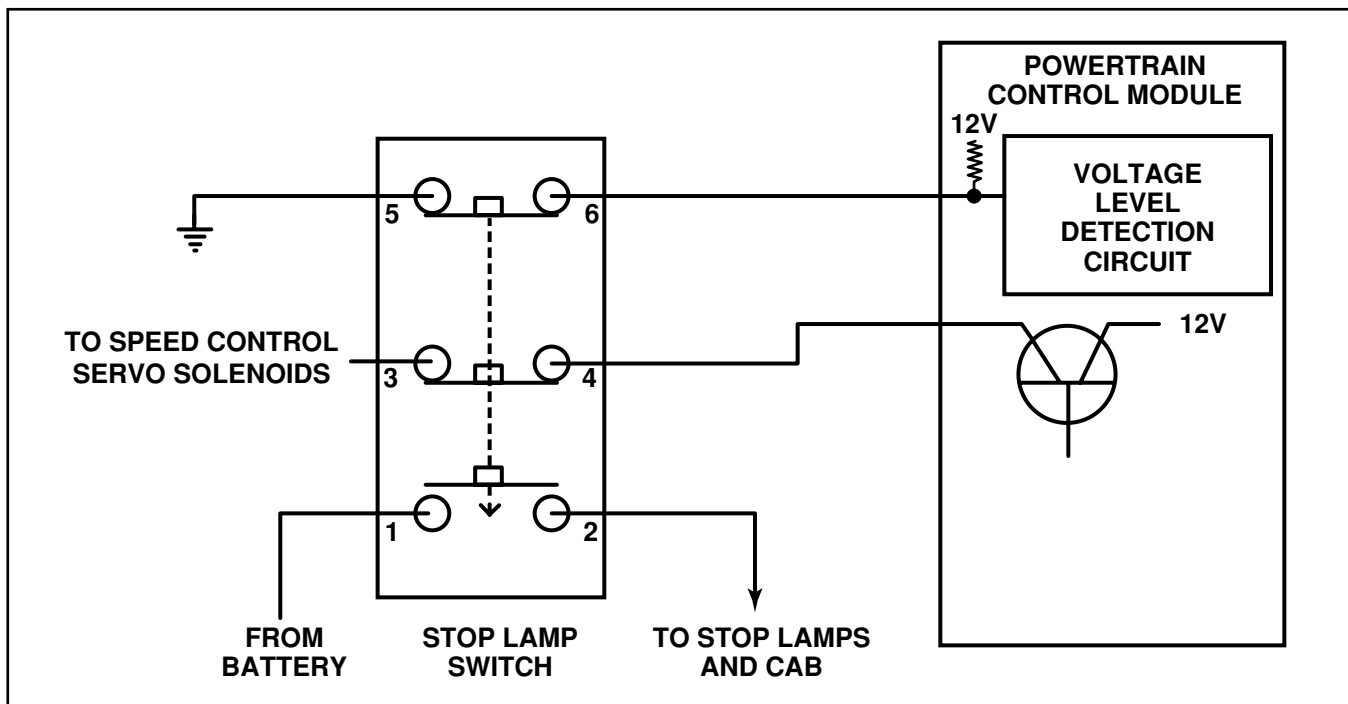 POWERTRAIN
CONTROL MODULE
12V
VOLTAGE
LEVEL
DETECTION
CIRCUIT
5
6
TO SPEED CONTROL
SERVO SOLENOIDS
3
4
12V
1
2
FROM
BATTERY
STOP LAMP
SWITCH
TO STOP LAMPS
AND CAB